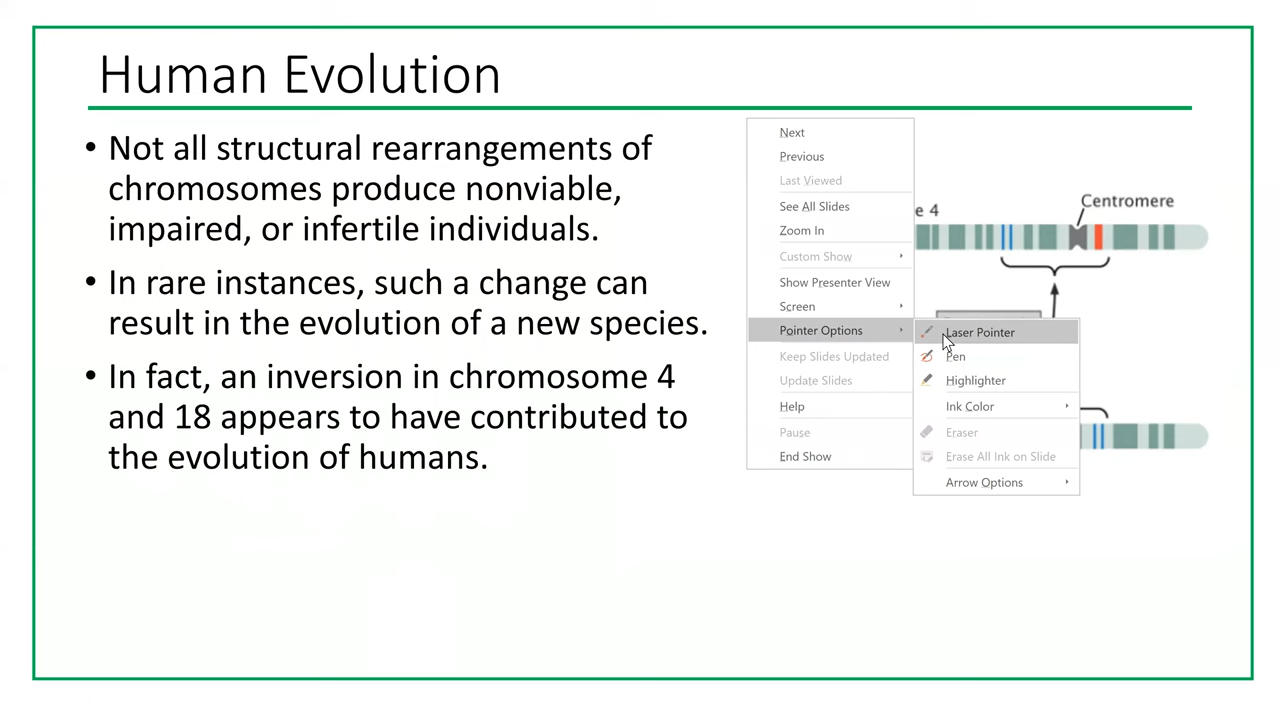 Human Evolution
• Not all structural rearrangements of
chromosomes produce nonviable,
impaired, or infertile individuals.
• In rare instances, such a change can
result in the evolution of a new species.
• In fact, an inversion in chromosome 4
and 18 appears to have contributed to
the evolution of humans.
Next
Previous
Last Viewed
See All Slides
Zoom In
Custom Show
Show Presenter View
Screen
Pointer Options
Keep Slides Updated
Update Slides
Help
Pause
End Show
Laser Pointer
Pen
Highlighter
Ink Color
Eraser
Erase All Ink on Slide
Arrow Options
e 4
Centromere